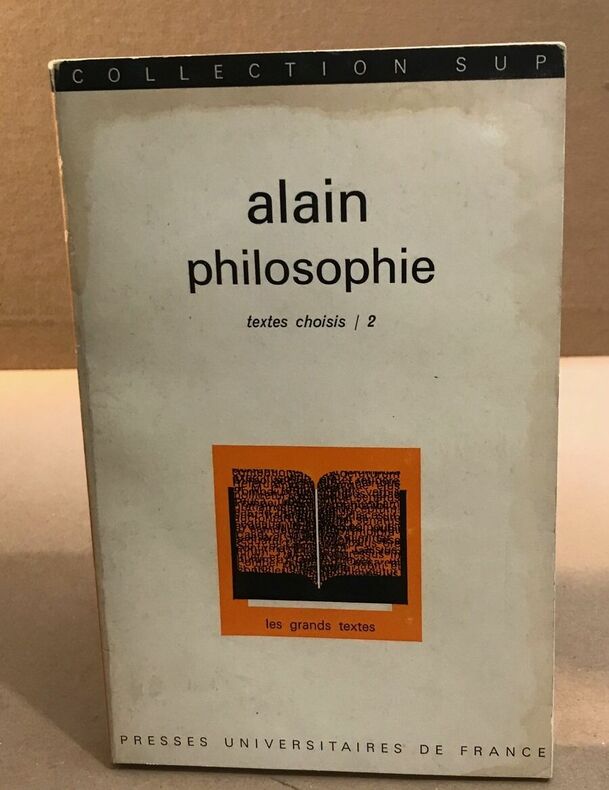 COLLECTION SUP
alain
philosophie
textes choisis / 2
les grands textes
PRESSES UNIVERSITAIRES DE FRANCE